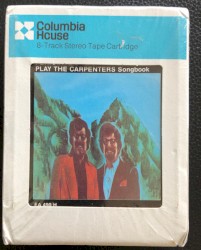 Columbia
House
8-Track Stereo Tape Cartridge
PLAY THE CARPENTERS Songbook